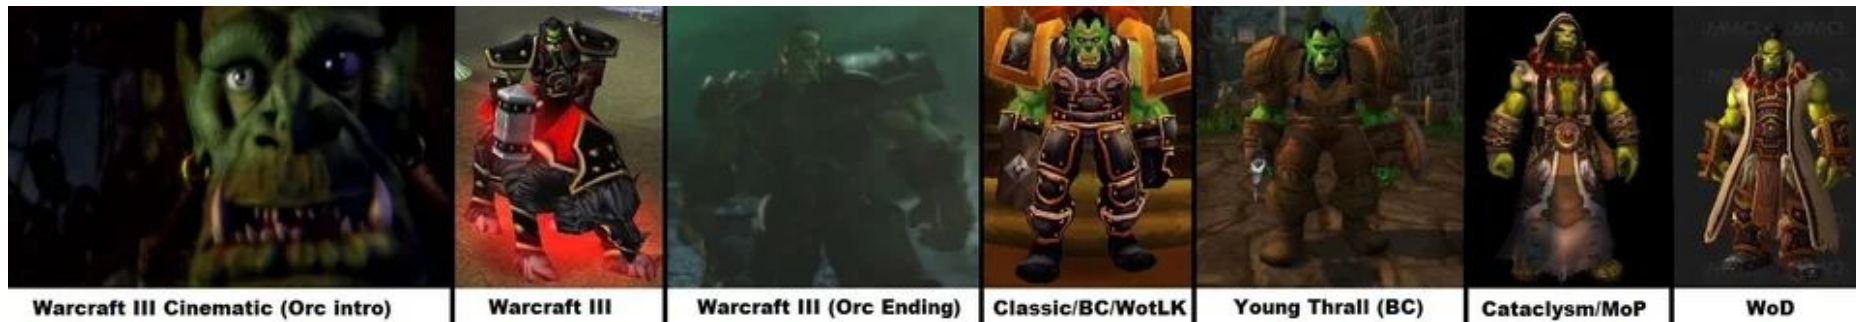 Warcraft III Cinematic (Orc intro)
Warcraft III
Warcraft III (Orc Ending)
Classic/BC/WotLK
Young Thrall (BC)
Cataclysm/MoP
WoD